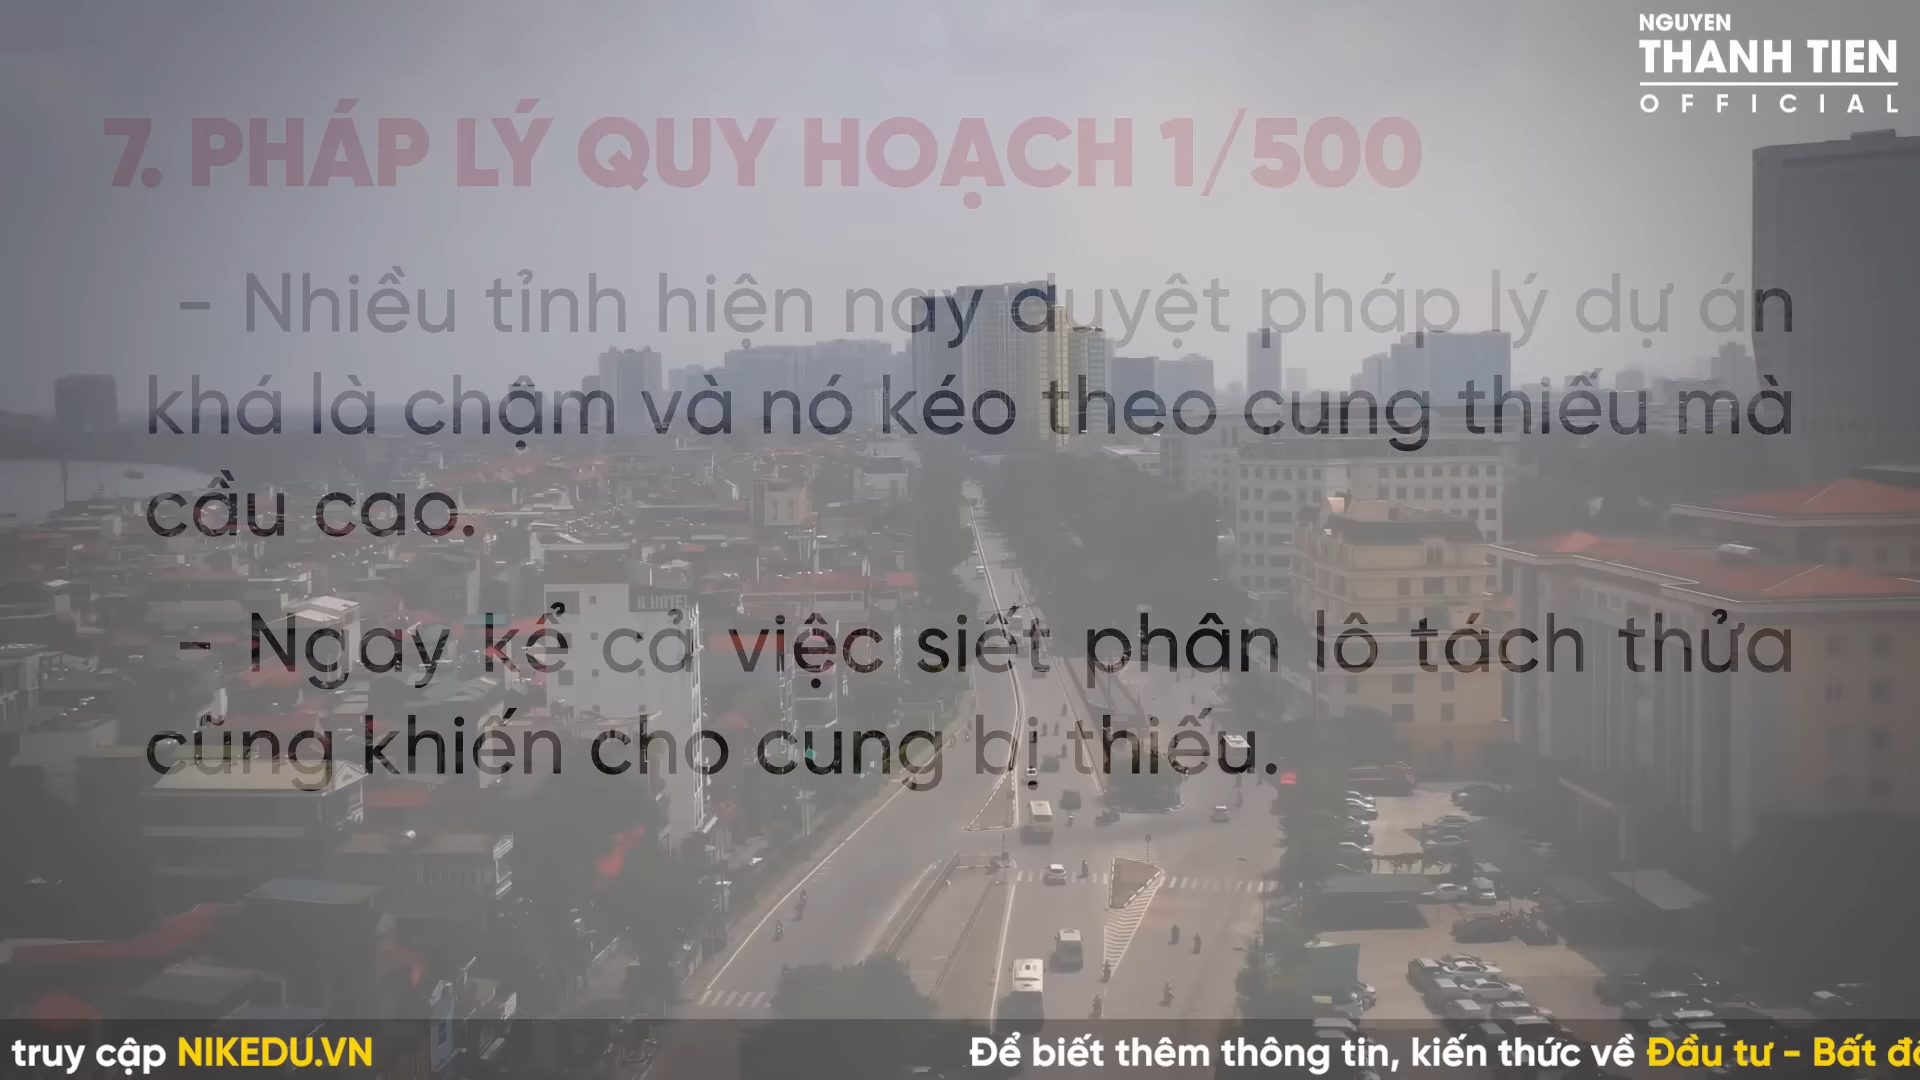 NGUYEN
THANH TIEN
OFFICIAL
7. PHÁP LÝ QUY HOẠCH 1/500
- Nhiều tỉnh hiện nay duyệt pháp lý dự án
khá là chậm và nó kéo theo cung thiếu mà
cầu cao.
- Ngay kể cả việc siết phân lô tách thửa
cũng khiến cho cung bị thiếu.
truy cập NIKEDU.VN
Để biết thêm thông tin, kiến thức về Đầu tư - Bất